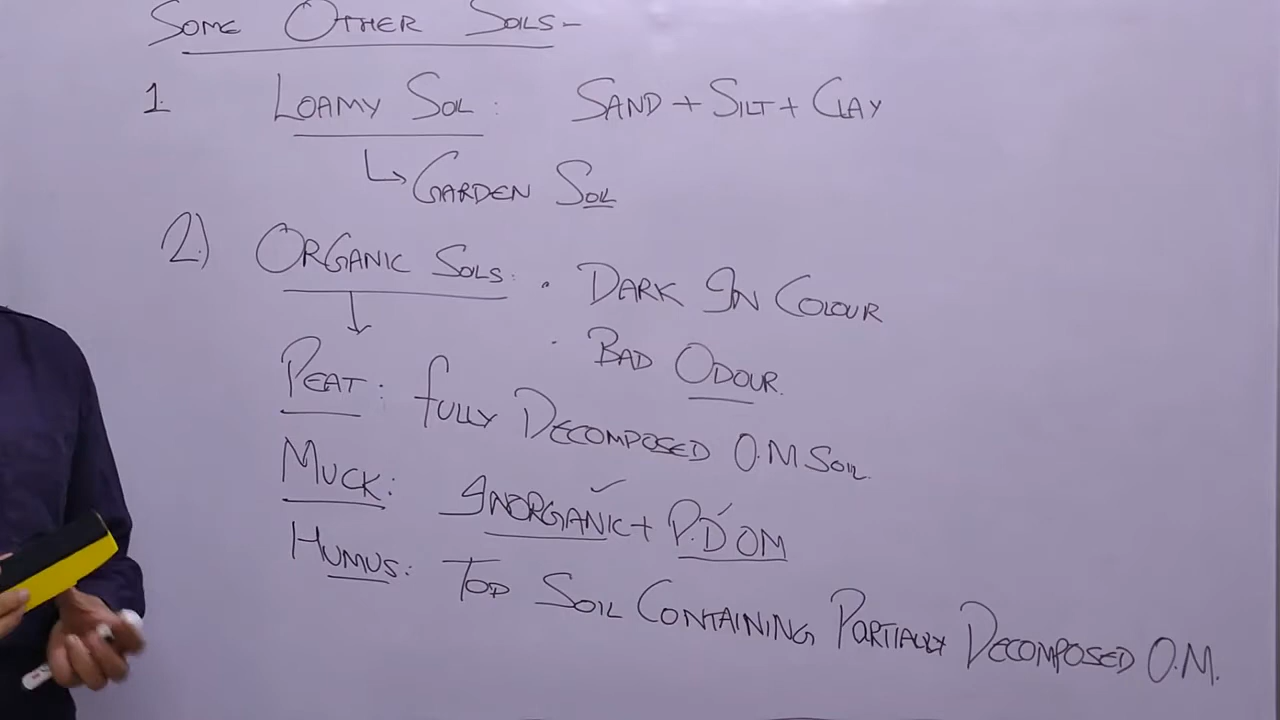 SOME OTHER SOILS-
1. LOAMY SOIL: SAND + SILT + CLAY
↳ GARDEN SOIL
2) ORGANIC SOILS: · DARK IN COLOUR
· BAD ODOUR.
PEAT: FULLY DECOMPOSED O.M SOIL.
MUCK: INORGANIC + P.D OM
HUMUS: TOP SOIL CONTAINING PARTIALLY DECOMPOSED O.M.